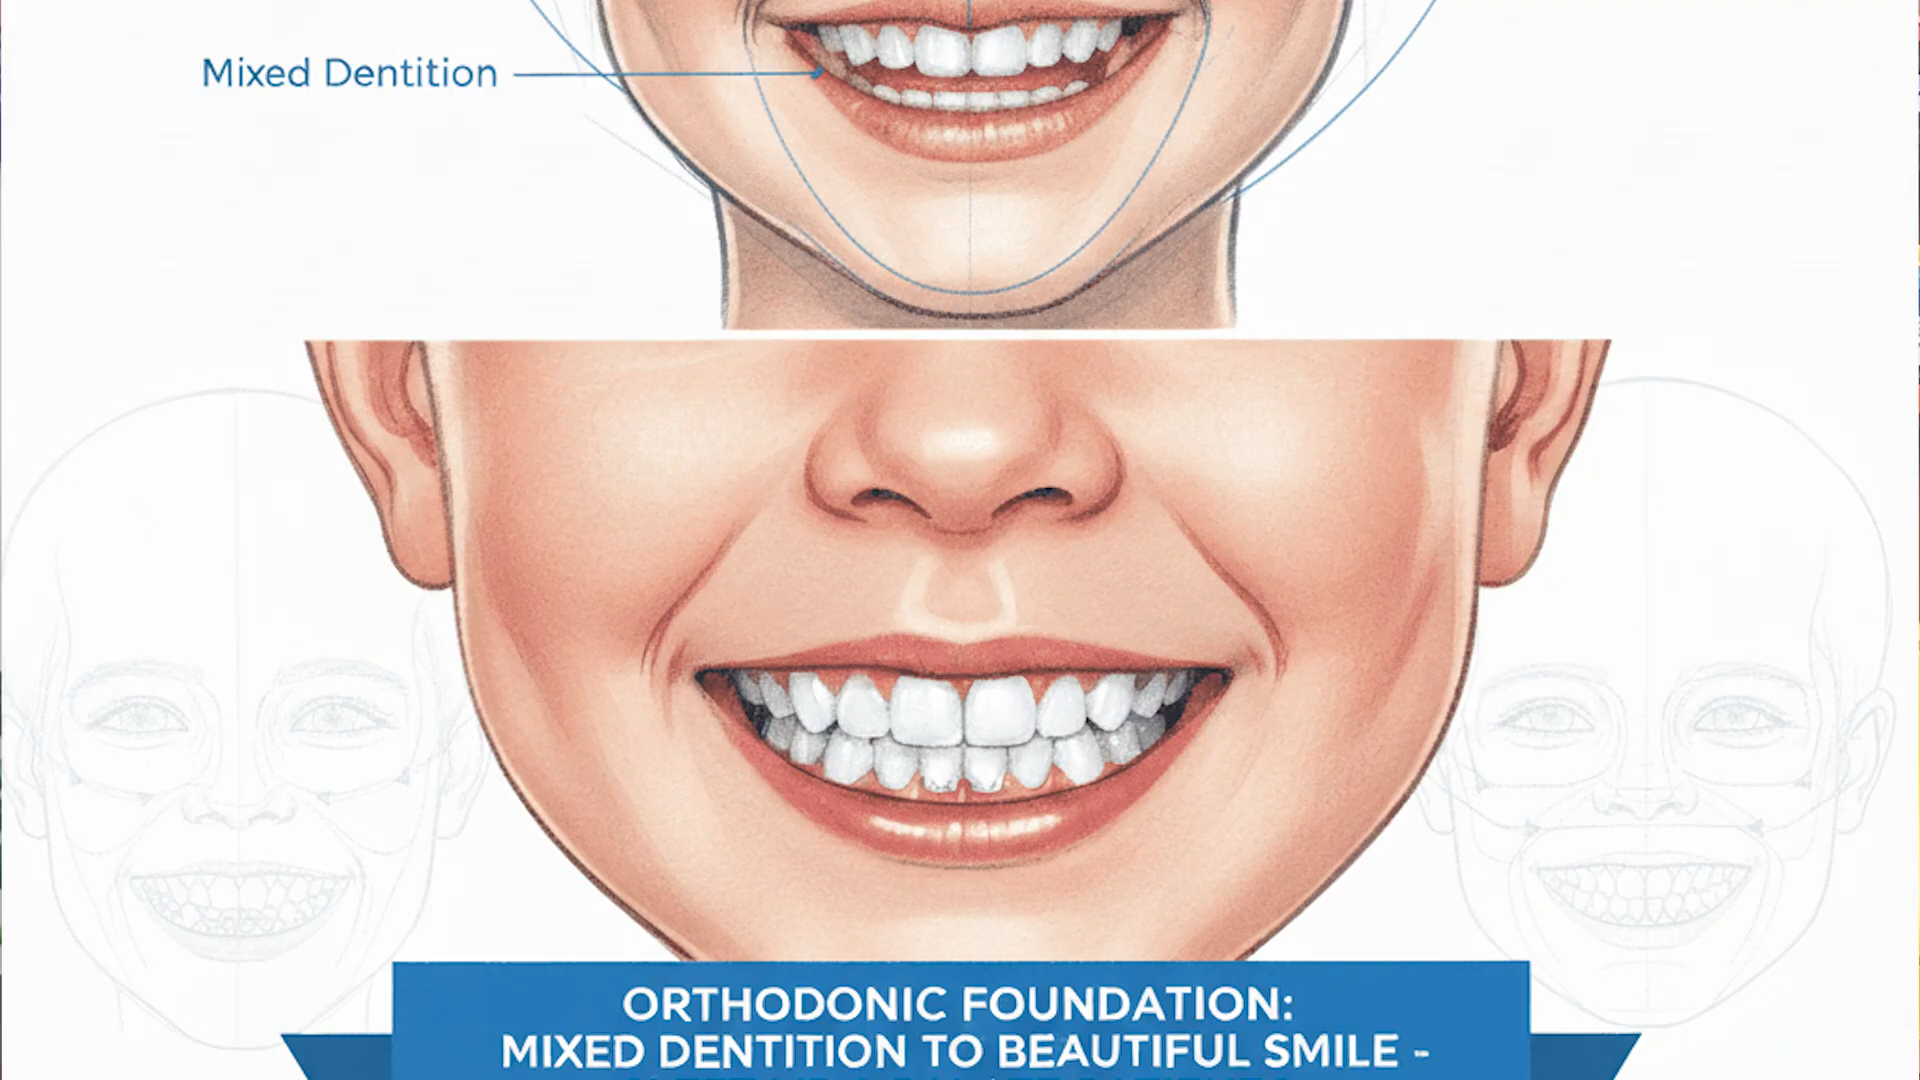 Mixed Dentition
ORTHODONIC FOUNDATION:
MIXED DENTITION TO BEAUTIFUL SMILE -